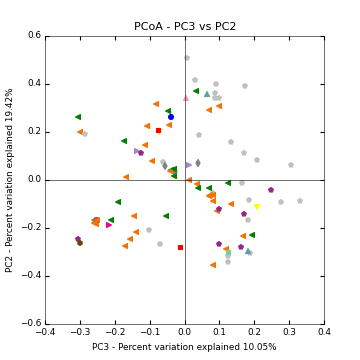 PCoA - PC3 vs PC2
0.6
0.4
0.2
0.0
−0.2
−0.4
−0.6
PC2 - Percent variation explained 19.42%
−0.4 −0.3 −0.2 −0.1 0.0 0.1 0.2 0.3 0.4
PC3 - Percent variation explained 10.05%